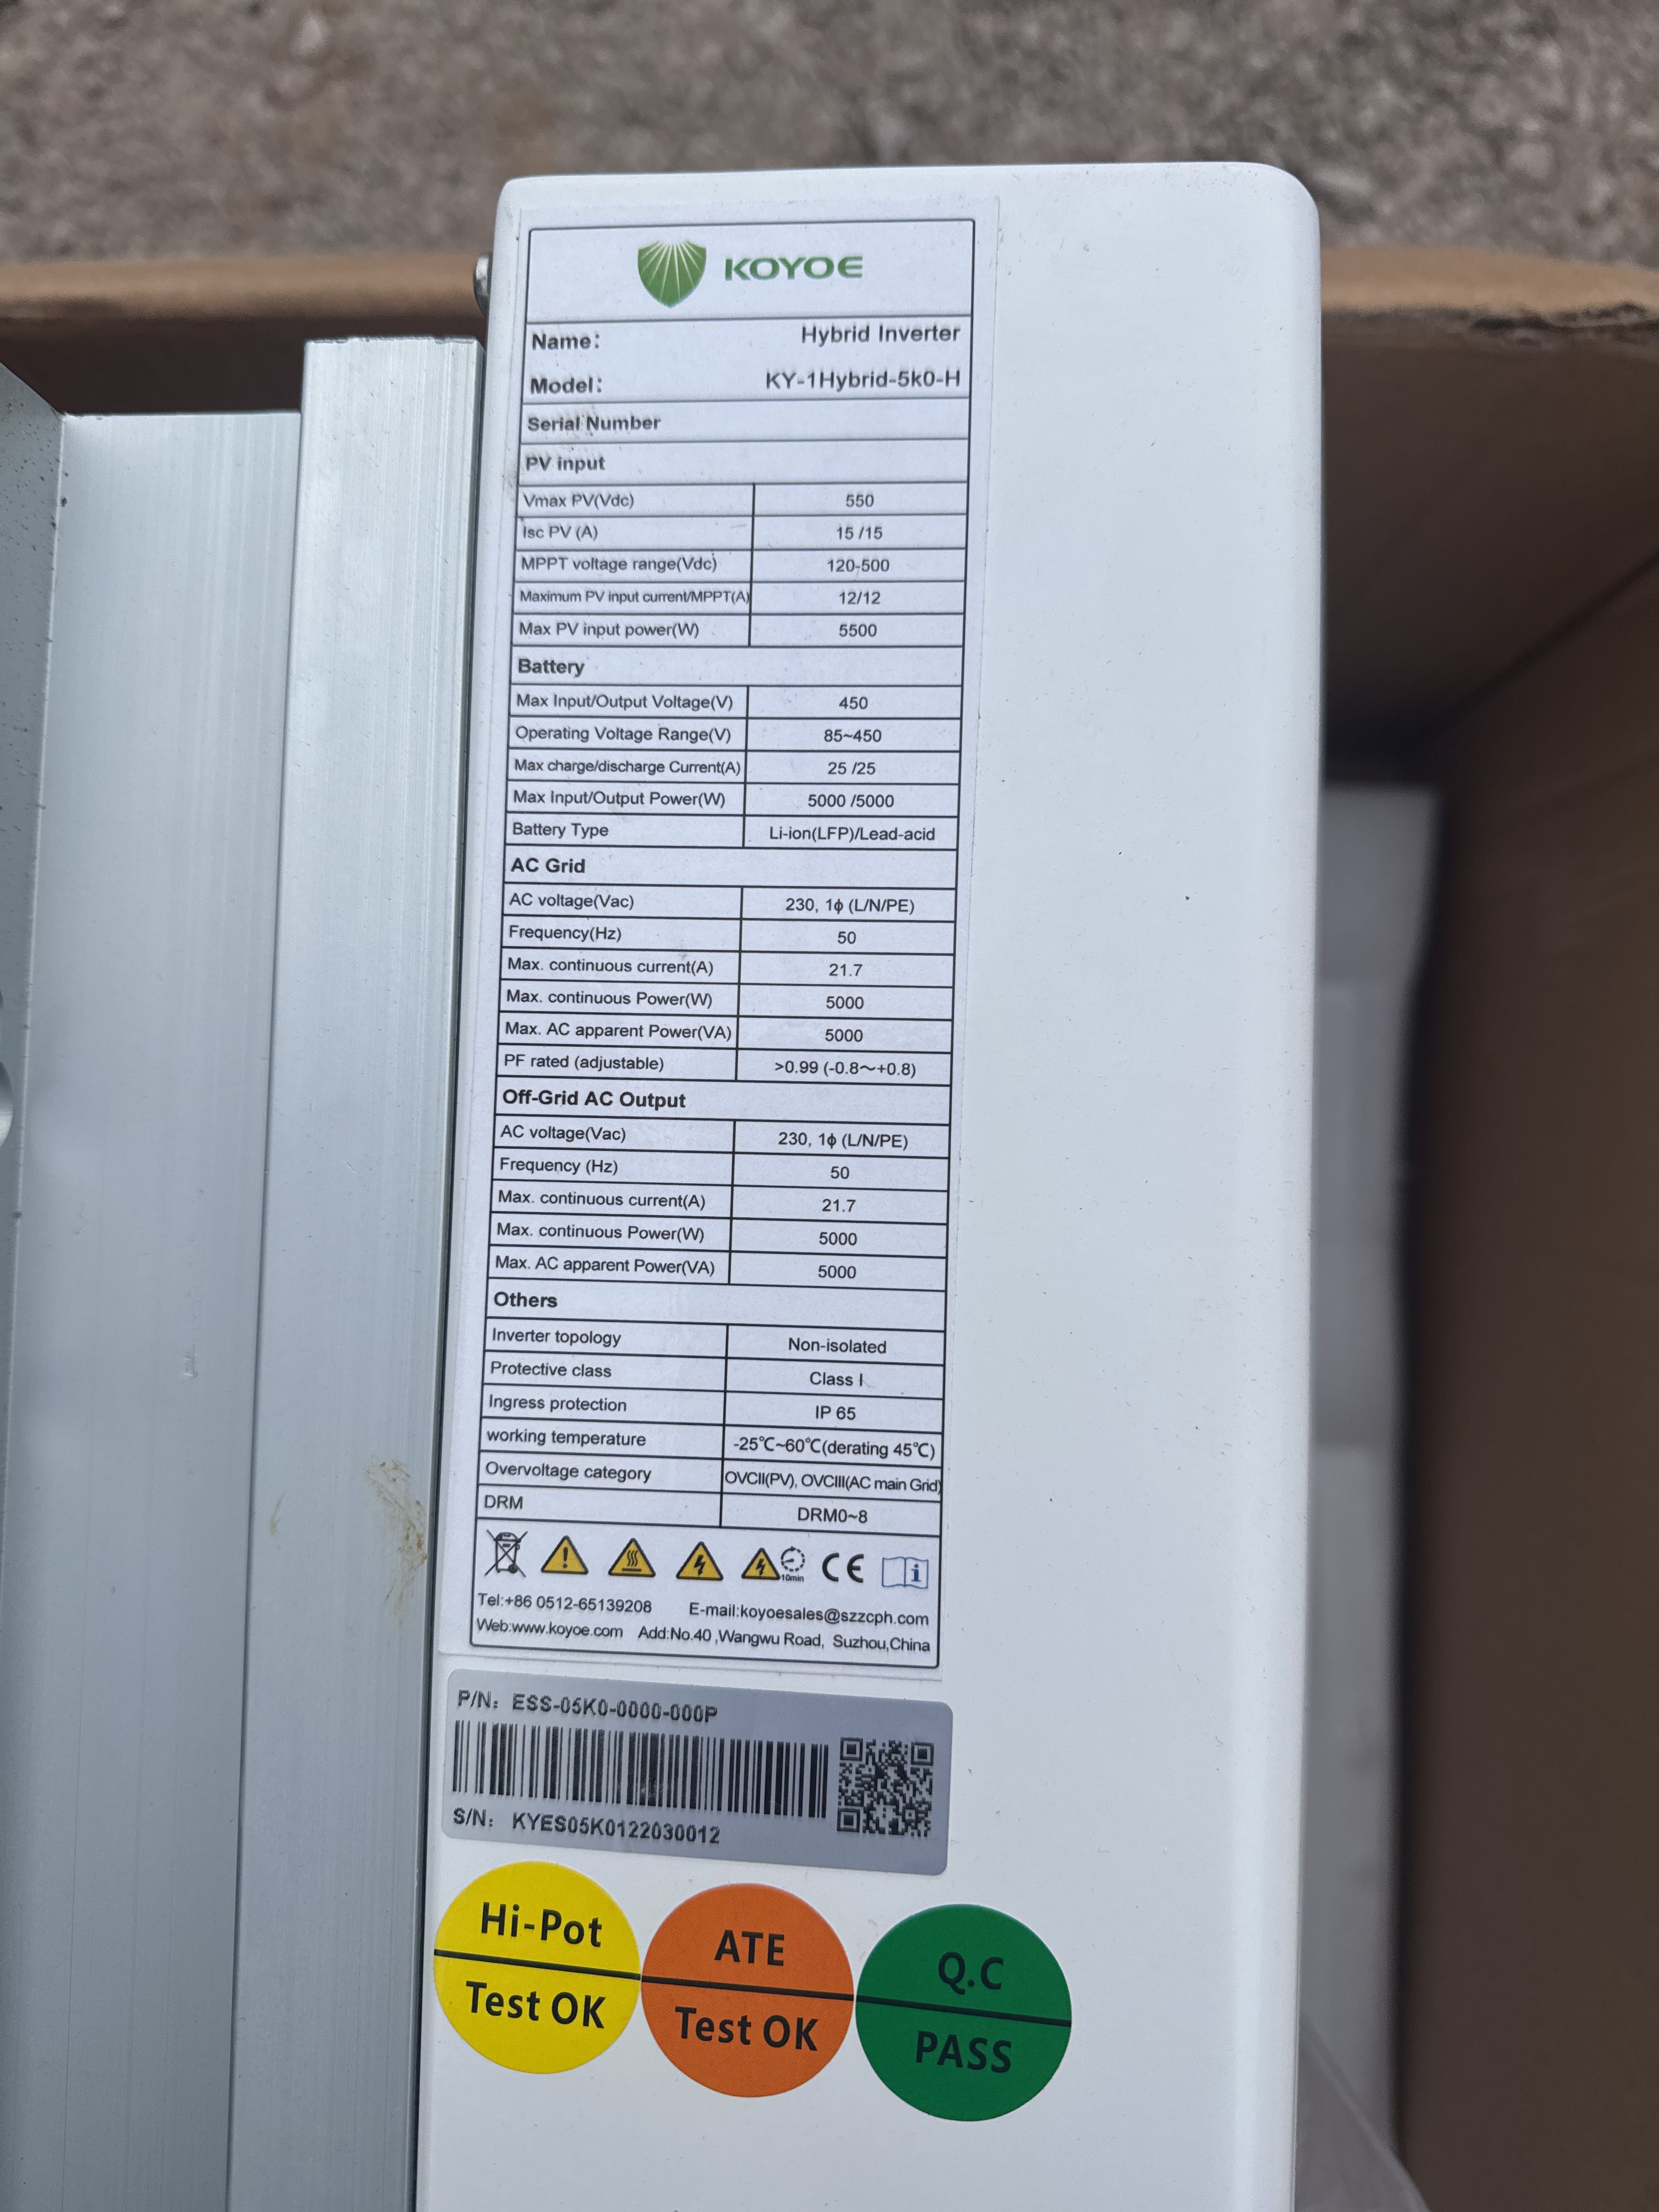 KOYOE
Name: Hybrid Inverter
Model: KY-1Hybrid-5k0-H
Serial Number
PV input
Vmax PV(Vdc) 550
Isc PV (A) 15 /15
MPPT voltage range(Vdc) 120-500
Maximum PV input current/MPPT(A) 12/12
Max PV input power(W) 5500
Battery
Max Input/Output Voltage(V) 450
Operating Voltage Range(V) 85~450
Max charge/discharge Current(A) 25 /25
Max Input/Output Power(W) 5000 /5000
Battery Type Li-ion(LFP)/Lead-acid
AC Grid
AC voltage(Vac) 230, 1ϕ (L/N/PE)
Frequency(Hz) 50
Max. continuous current(A) 21.7
Max. continuous Power(W) 5000
Max. AC apparent Power(VA) 5000
PF rated (adjustable) >0.99 (-0.8～+0.8)
Off-Grid AC Output
AC voltage(Vac) 230, 1ϕ (L/N/PE)
Frequency (Hz) 50
Max. continuous current(A) 21.7
Max. continuous Power(W) 5000
Max. AC apparent Power(VA) 5000
Others
Inverter topology Non-isolated
Protective class Class I
Ingress protection IP 65
working temperature -25℃~60℃(derating 45℃)
Overvoltage category OVCII(PV), OVCIII(AC main Grid)
DRM DRM0~8
10min CE i
Tel:+86 0512-65139208 E-mail:koyoesales@szzcph.com
Web:www.koyoe.com Add:No.40 ,Wangwu Road, Suzhou,China
P/N: ESS-05K0-0000-000P
S/N: KYES05K0122030012
Hi-Pot
Test OK
ATE
Test OK
Q.C
PASS